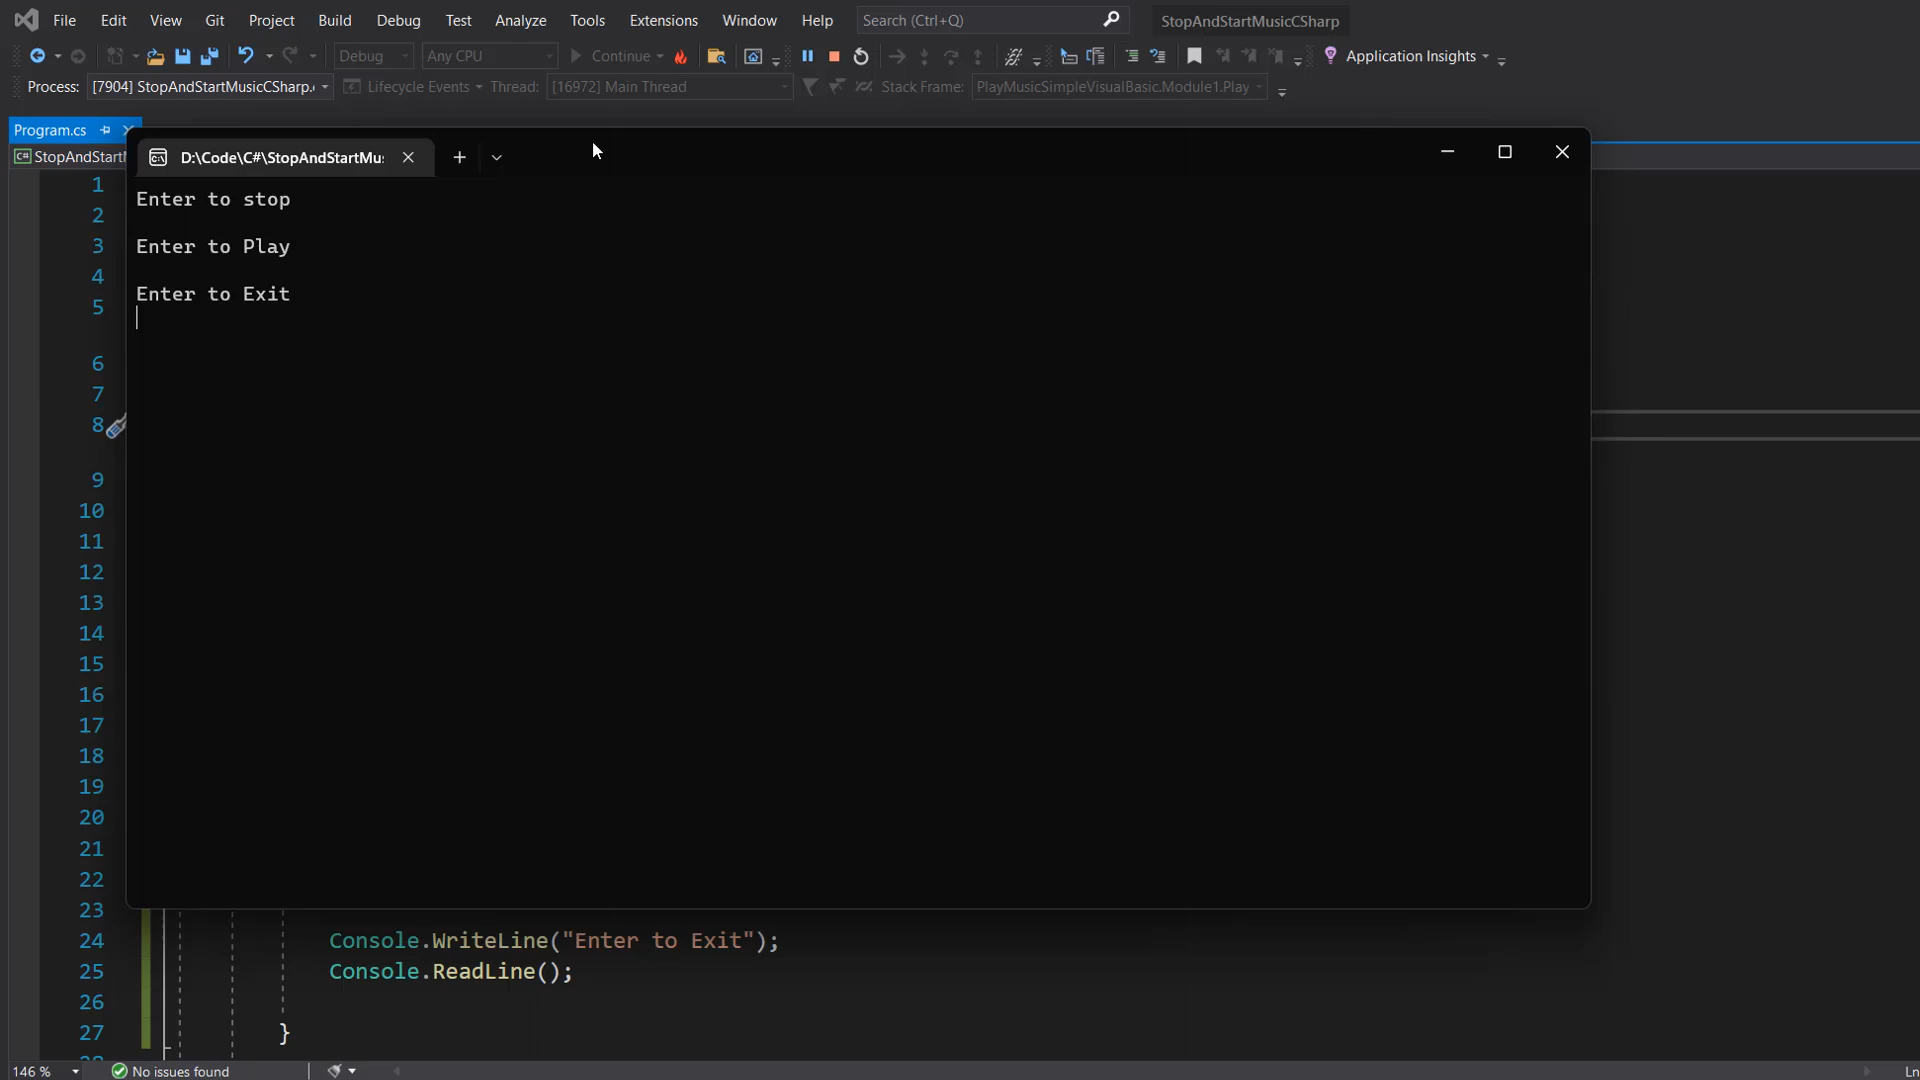 File Edit View Git Project Build Debug Test Analyze Tools Extensions Window Help Search (Ctrl+Q) StopAndStartMusicCSharp
Debug Any CPU Continue Application Insights
Process: [7904] StopAndStartMusicCSharp. Lifecycle Events Thread: [16972] Main Thread Stack Frame: PlayMusicSimpleVisualBasic.Module1.Play
Program.cs
C# StopAndStartM
D:\Code\C#\StopAndStartMu
1
Enter to stop
2
3
Enter to Play
4
Enter to Exit
5
6
7
8
9
10
11
12
13
14
15
16
17
18
19
20
21
22
23
24 Console.WriteLine("Enter to Exit");
25 Console.ReadLine();
26
27 }
146 % No issues found Ln